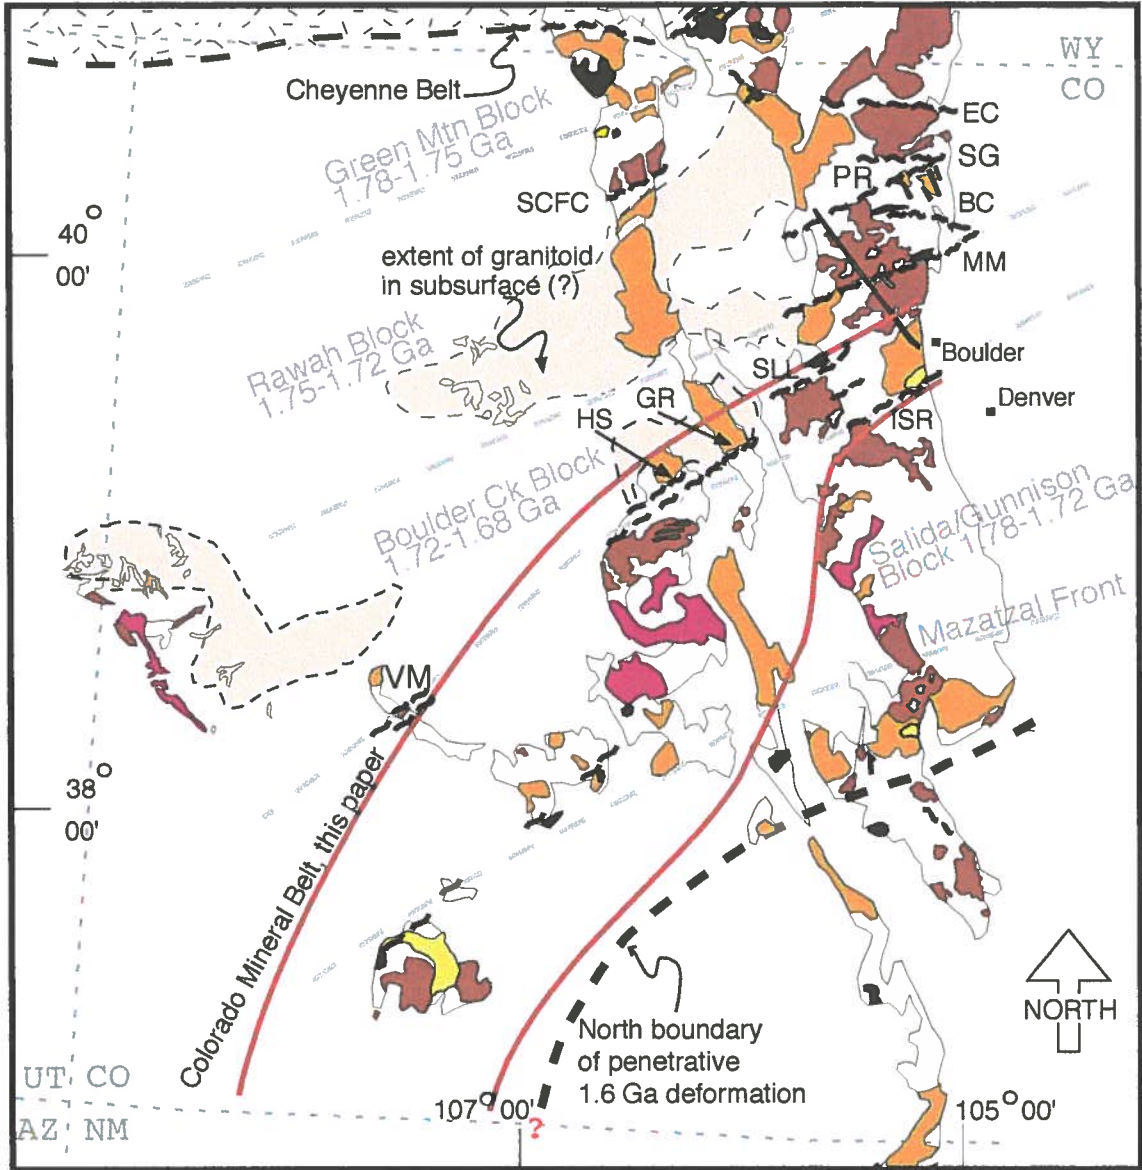 WY
CO
Cheyenne Belt
Green Mtn Block
1.78-1.75 Ga
EC
SG
PR
SCFC
BC
40°
00'
extent of granitoid
in subsurface (?)
MM
Rawah Block
1.75-1.72 Ga
Boulder
SLL
Denver
GR
HS
ISR
Boulder Ck Block
1.72-1.68 Ga
Salida/Gunnison
Block 1.78-1.72 Ga
Mazatzal Front
VM
38°
00'
Colorado Mineral Belt, this paper
NORTH
North boundary
of penetrative
1.6 Ga deformation
UT CO
AZ NM
107° 00'
105° 00'
?